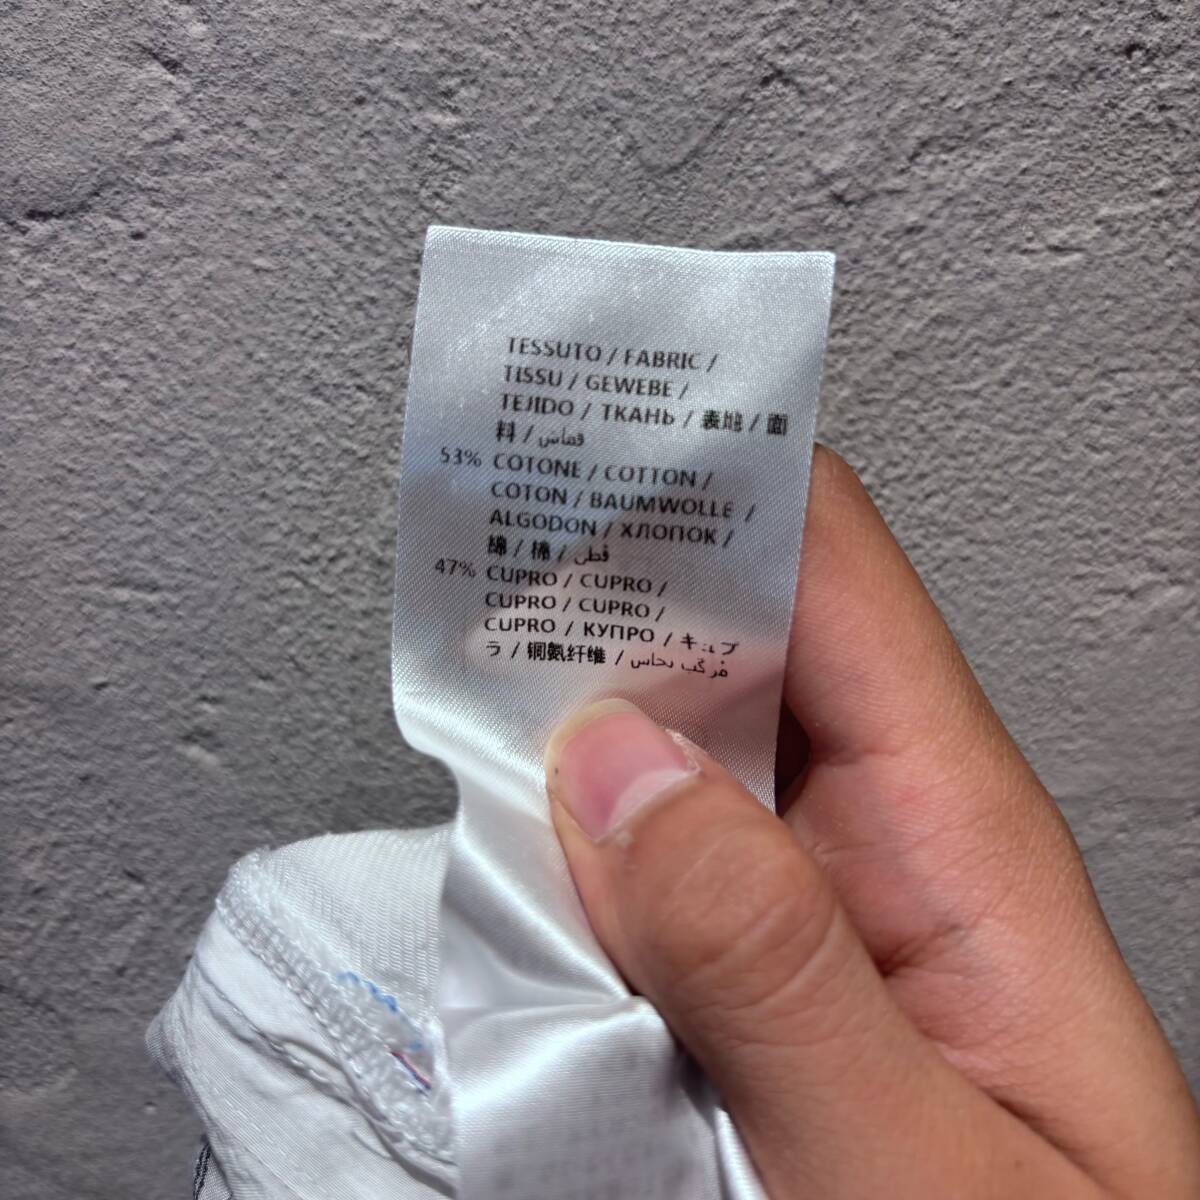 TESSUTO / FABRIC /
TISSU / GEWEBE /
TEJIDO / ТКАНЬ / 表地 / 面
料 / قماش
53% COTONE / COTTON /
COTON / BAUMWOLLE /
ALGODON / ХЛОПОК /
綿 / 棉 / قطن
47% CUPRO / CUPRO /
CUPRO / CUPRO /
CUPRO / КУПРО / キュプ
ラ / 铜氨纤维 / مركب نحاس